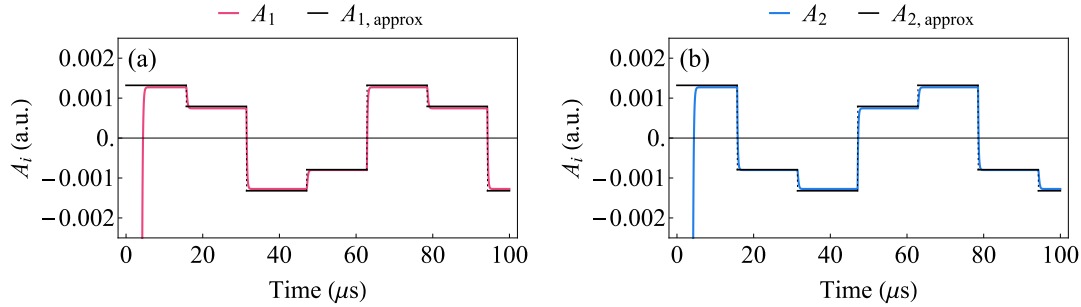 A₁ A₁, approx
(a)
0.002
0.001
0.
−0.001
−0.002
Aᵢ (a.u.)
0 20 40 60 80 100
Time (μs)
A₂ A₂, approx
(b)
0.002
0.001
0.
−0.001
−0.002
Aᵢ (a.u.)
0 20 40 60 80 100
Time (μs)